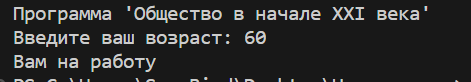 Программа 'Общество в начале XXI века'
Введите ваш возраст: 60
Вам на работу